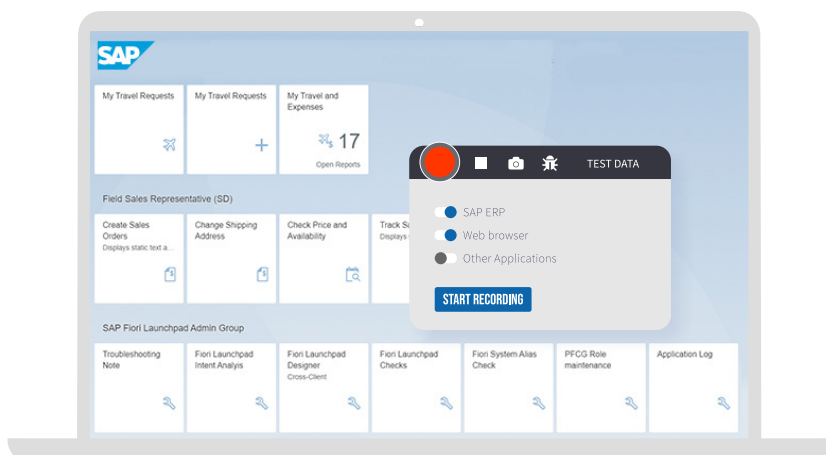 SAP
My Travel Requests
My Travel Requests
My Travel and
Expenses
17
Open Reports
TEST DATA
SAP ERP
Web browser
Other Applications
START RECORDING
Field Sales Representative (SD)
Create Sales
Orders
Displays static text a...
Change Shipping
Address
Check Price and
Availability
Track
Displays
SAP Fiori Launchpad Admin Group
Troubleshooting
Note
Fiori Launchpad
Intent Analyis
Fiori Launchpad
Designer
Cross-Client
Fiori Launchpad
Checks
Fiori System Alias
Check
PFCG Role
maintenance
Application Log